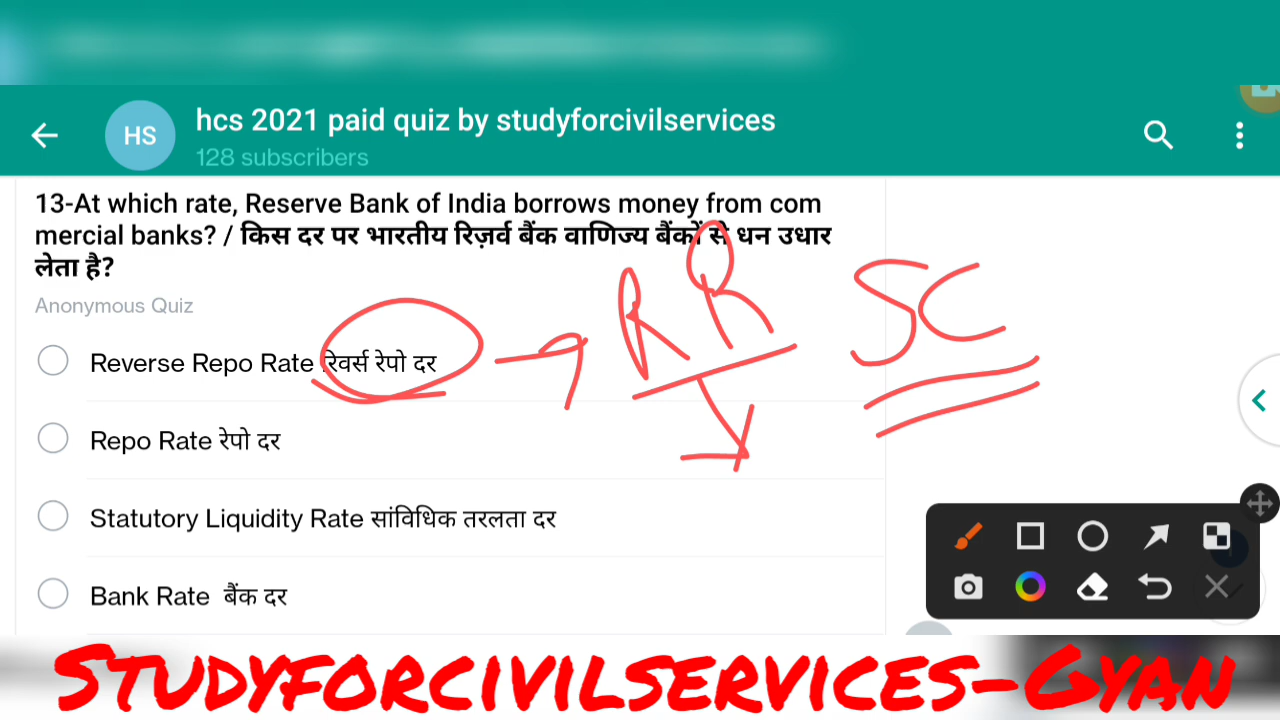 HS
hcs 2021 paid quiz by studyforcivilservices
128 subscribers
13-At which rate, Reserve Bank of India borrows money from com
mercial banks? / किस दर पर भारतीय रिज़र्व बैंक वाणिज्य बैंकों से धन उधार
लेता है?
Anonymous Quiz
Reverse Repo Rate रिवर्स रेपो दर
RR SC
Repo Rate रेपो दर
Statutory Liquidity Rate सांविधिक तरलता दर
Bank Rate बैंक दर
STUDYFORCIVILSERVICES-GYAN